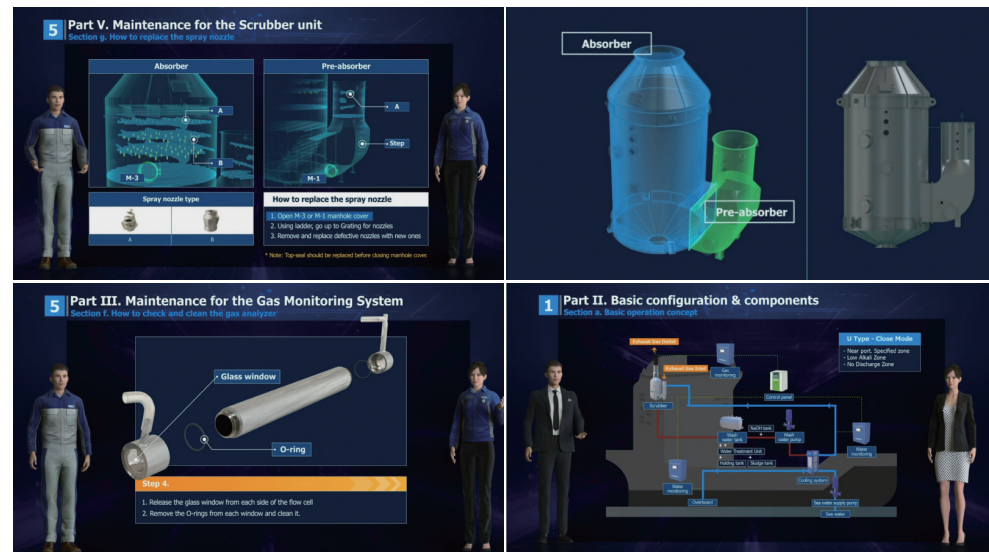 5
Part V. Maintenance for the Scrubber unit
Section g. How to replace the spray nozzle
Absorber
A
B
M-3
Pre-absorber
A
Step
M-1
Spray nozzle type
A
B
How to replace the spray nozzle
1. Open M-3 or M-1 manhole cover
2. Using ladder, go up to Grating for nozzles
3. Remove and replace defective nozzles with new ones
* Note: Top-seal should be replaced before closing manhole cover.
Absorber
Pre-absorber
5
Part III. Maintenance for the Gas Monitoring System
Section f. How to check and clean the gas analyzer
Glass window
O-ring
Step 4.
1. Release the glass window from each side of the flow cell
2. Remove the O-rings from each window and clean it.
1
Part II. Basic configuration & components
Section a. Basic operation concept
U Type - Close Mode
- Near port. Specified zone
- Low Alkali Zone
- No Discharge Zone
Exhaust Gas Outlet
Exhaust Gas Inlet
Gas
monitoring
Scrubber
Control panel
NaOH tank
Wash
water tank
Wash
water pump
Water
monitoring
Water Treatment Unit
Holding tank
Sludge tank
Cooling system
Water
monitoring
Overboard
Sea water supply pump
Sea water